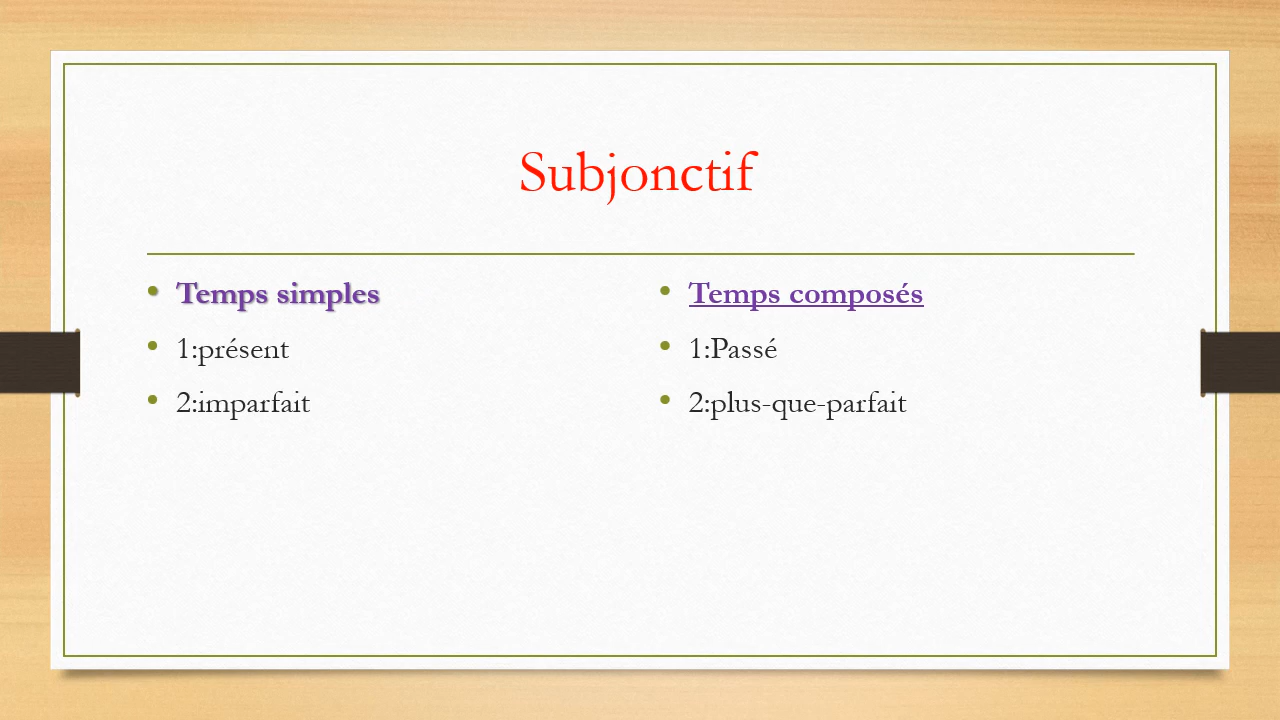 Subjonctif
• Temps simples
• 1:présent
• 2:imparfait
• Temps composés
• 1:Passé
• 2:plus-que-parfait